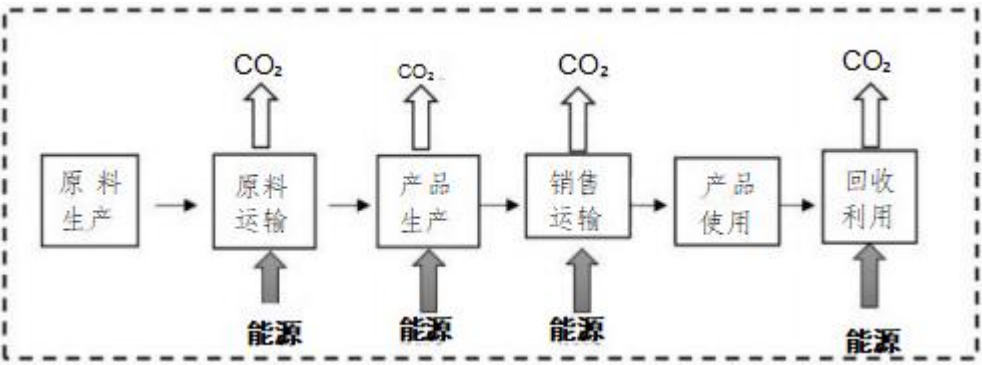 CO₂
CO₂
CO₂
CO₂
原料
生产
原料
运输
产品
生产
销售
运输
产品
使用
回收
利用
能源
能源
能源
能源